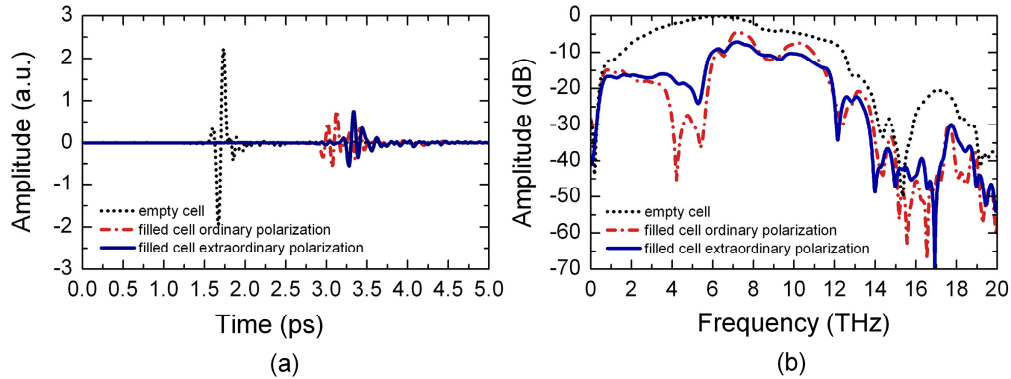 3
2
1
0
-1
-2
-3
Amplitude (a.u.)
empty cell
filled cell ordinary polarization
filled cell extraordinary polarization
0.0 0.5 1.0 1.5 2.0 2.5 3.0 3.5 4.0 4.5 5.0
Time (ps)
(a)
0
-10
-20
-30
-40
-50
-60
-70
Amplitude (dB)
empty cell
filled cell ordinary polarization
filled cell extraordinary polarization
0 2 4 6 8 10 12 14 16 18 20
Frequency (THz)
(b)